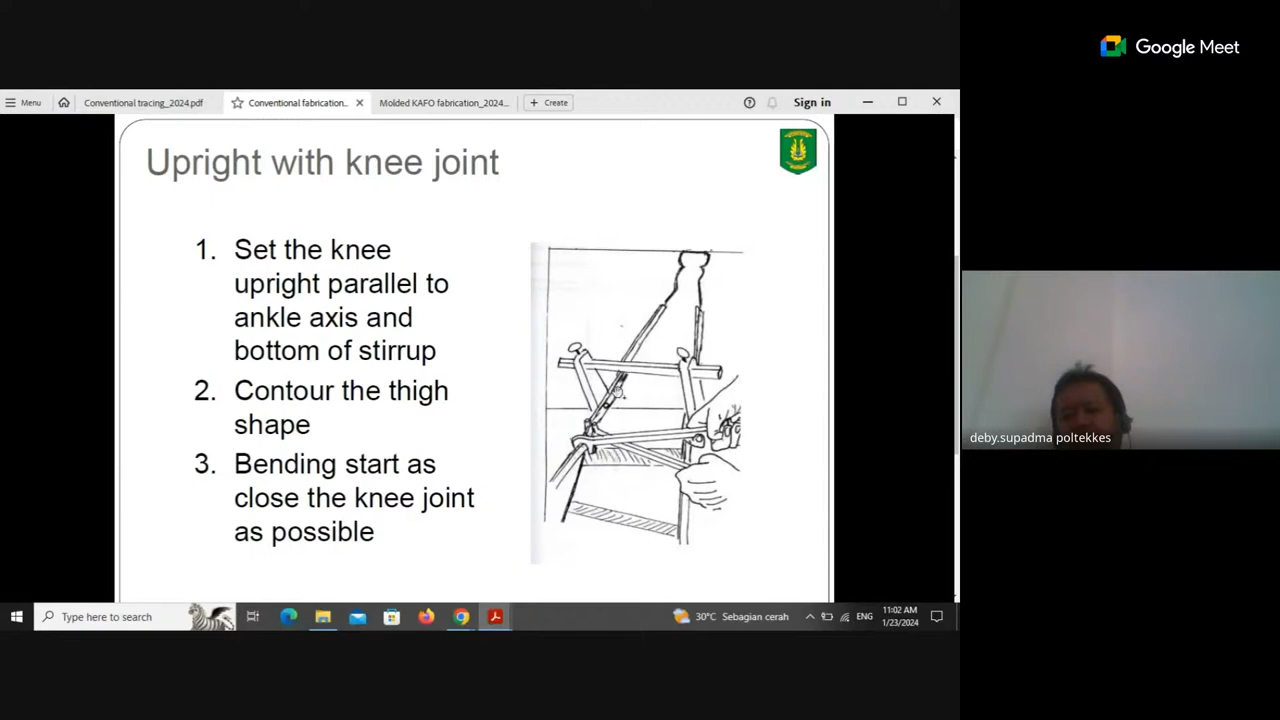 Google Meet
Menu
Conventional tracing_2024.pdf
Conventional fabrication...
Molded KAFO fabrication_2024...
+ Create
Sign in
Upright with knee joint
1. Set the knee
upright parallel to
ankle axis and
bottom of stirrup
2. Contour the thigh
shape
3. Bending start as
close the knee joint
as possible
deby.supadma poltekkes
Type here to search
30°C Sebagian cerah
ENG
11:02 AM
1/23/2024